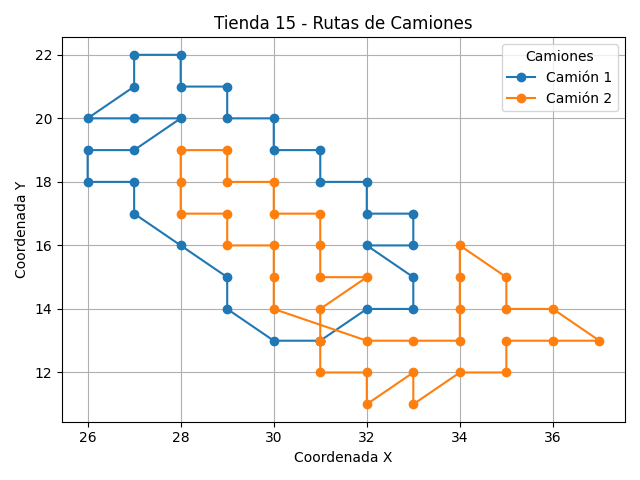 Tienda 15 - Rutas de Camiones
Camiones
Camión 1
Camión 2
Coordenada Y
22
20
18
16
14
12
26 28 30 32 34 36
Coordenada X